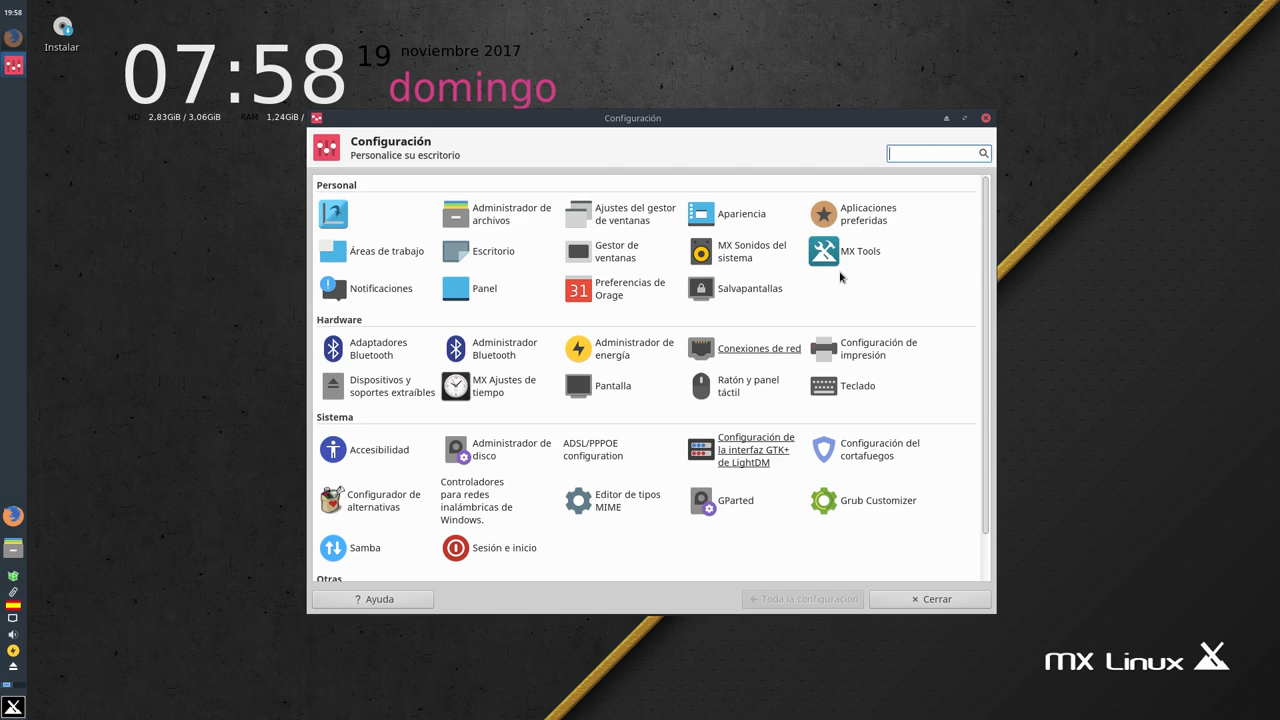 19:58
Instalar
07:58
19
noviembre 2017
domingo
HD 2,83GiB / 3,06GiB RAM 1,24GiB /
Configuración
Configuración
Personalice su escritorio
Personal
Administrador de
archivos
Ajustes del gestor
de ventanas
Apariencia
Aplicaciones
preferidas
Áreas de trabajo
Escritorio
Gestor de
ventanas
MX Sonidos del
sistema
MX Tools
Notificaciones
Panel
31
Preferencias de
Orage
Salvapantallas
Hardware
Adaptadores
Bluetooth
Administrador
Bluetooth
Administrador de
energía
Conexiones de red
Configuración de
impresión
Dispositivos y
soportes extraíbles
MX Ajustes de
tiempo
Pantalla
Ratón y panel
táctil
Teclado
Sistema
Accesibilidad
Administrador de
disco
ADSL/PPPOE
configuration
Configuración de
la interfaz GTK+
de LightDM
Configuración del
cortafuegos
Configurador de
alternativas
Controladores
para redes
inalámbricas de
Windows.
Editor de tipos
MIME
GParted
Grub Customizer
Samba
Sesión e inicio
Otras
? Ayuda
← Toda la configuración
× Cerrar
MX Linux